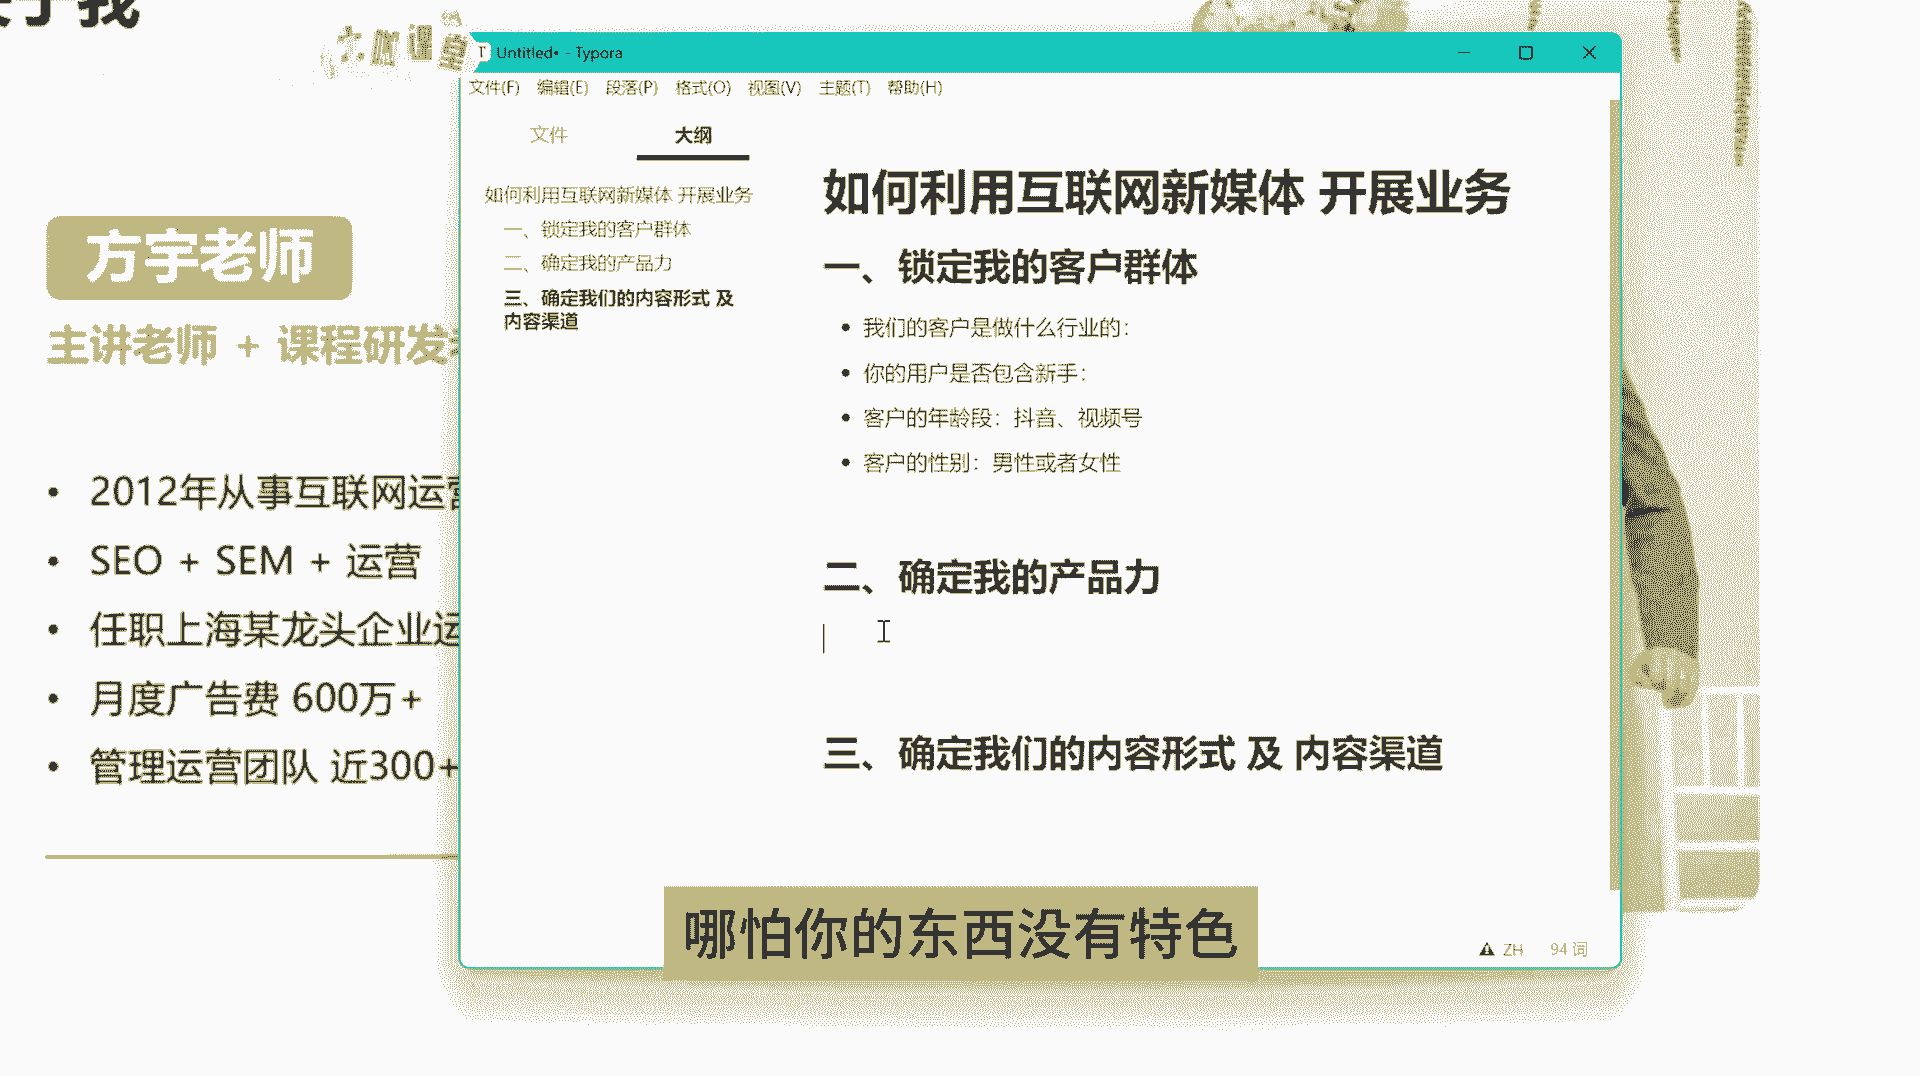 我
六啊课堂
方宇老师
主讲老师 + 课程研发
2012年从事互联网运营
SEO + SEM + 运营
任职上海某龙头企业运
月度广告费 600万+
管理运营团队 近300+
Untitled• - Typora
文件(F) 编辑(E) 段落(P) 格式(O) 视图(V) 主题(T) 帮助(H)
文件 大纲
如何利用互联网新媒体 开展业务
一、锁定我的客户群体
二、确定我的产品力
三、确定我们的内容形式 及
内容渠道
如何利用互联网新媒体 开展业务
一、锁定我的客户群体
我们的客户是做什么行业的：
你的用户是否包含新手：
客户的年龄段：抖音、视频号
客户的性别：男性或者女性
二、确定我的产品力
三、确定我们的内容形式 及 内容渠道
ZH 94 词
哪怕你的东西没有特色